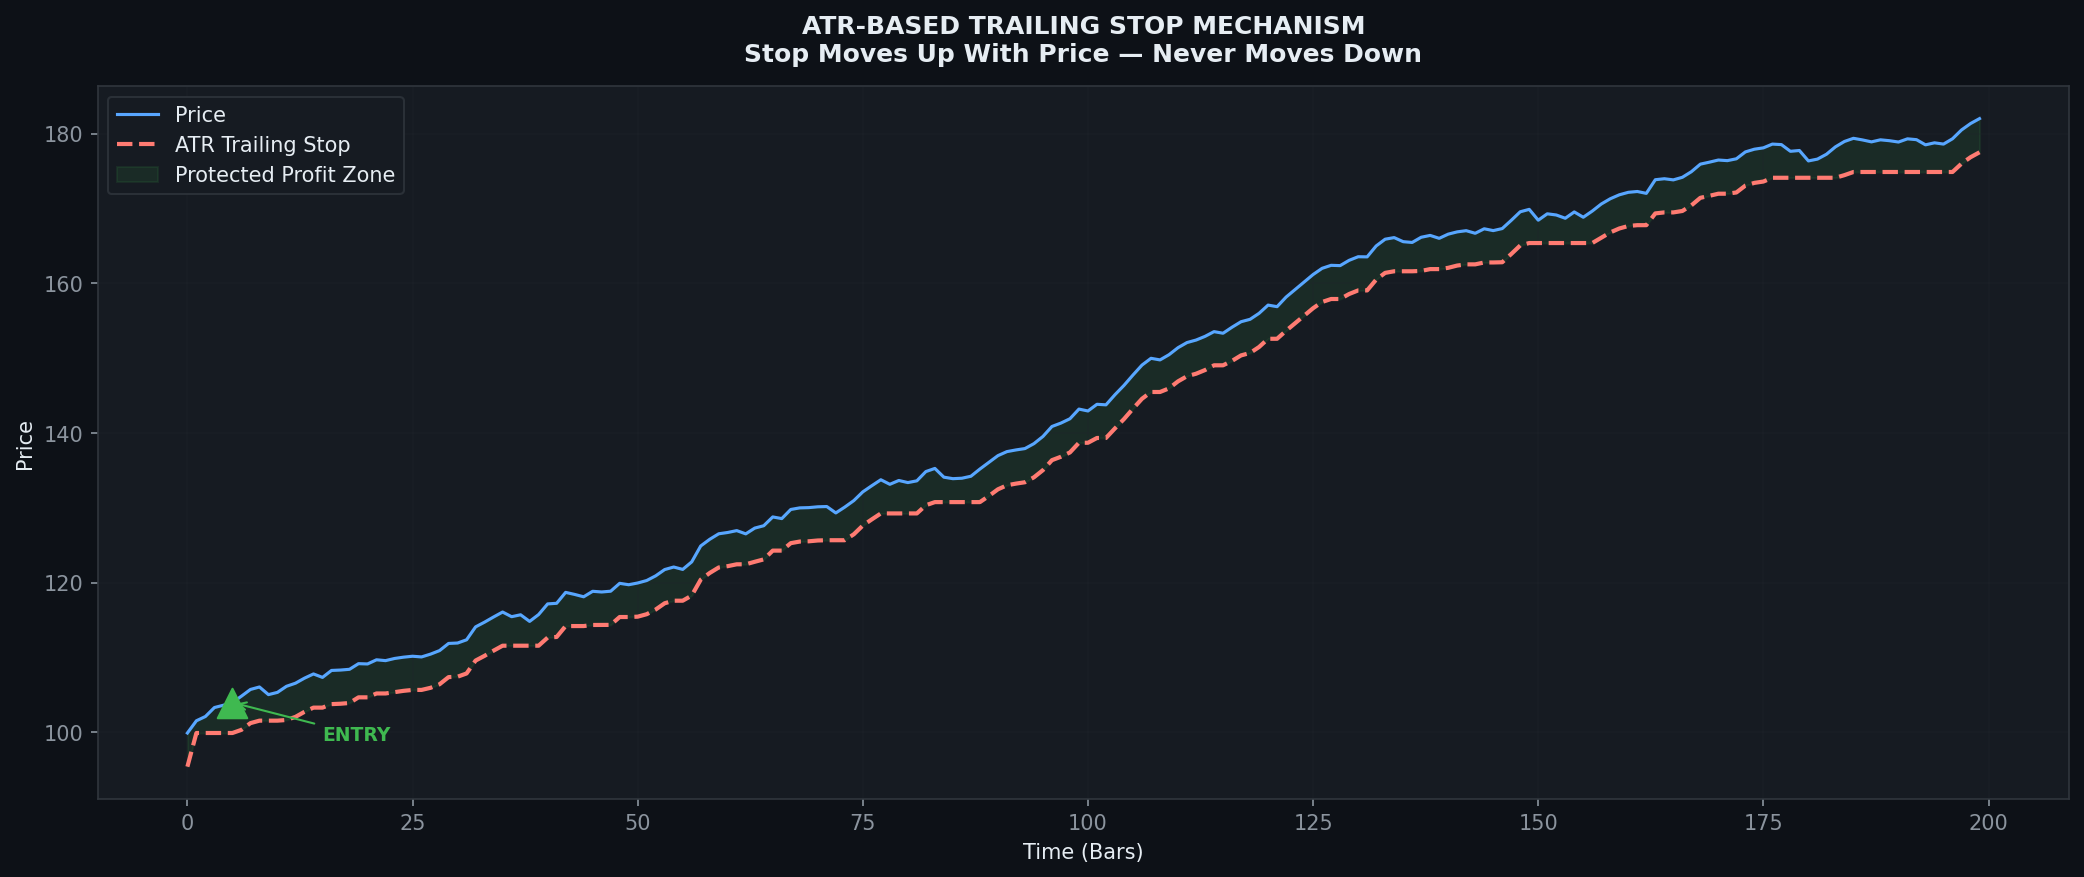 ATR-BASED TRAILING STOP MECHANISM
Stop Moves Up With Price — Never Moves Down
Price
ATR Trailing Stop
Protected Profit Zone
180
160
140
120
100
Price
ENTRY
0
25
50
75
100
125
150
175
200
Time (Bars)